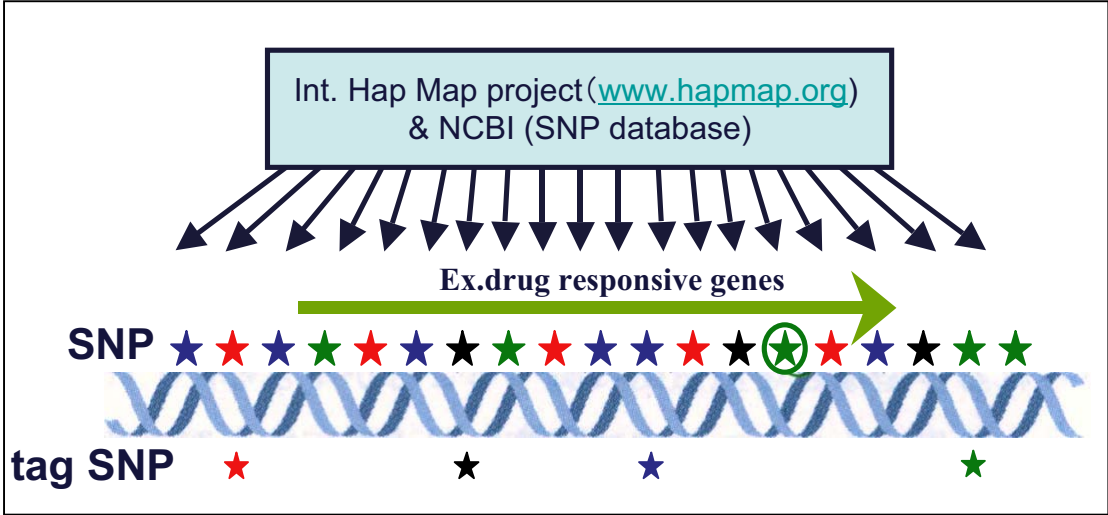 Int. Hap Map project（www.hapmap.org)
& NCBI (SNP database)
Ex.drug responsive genes
SNP
tag SNP